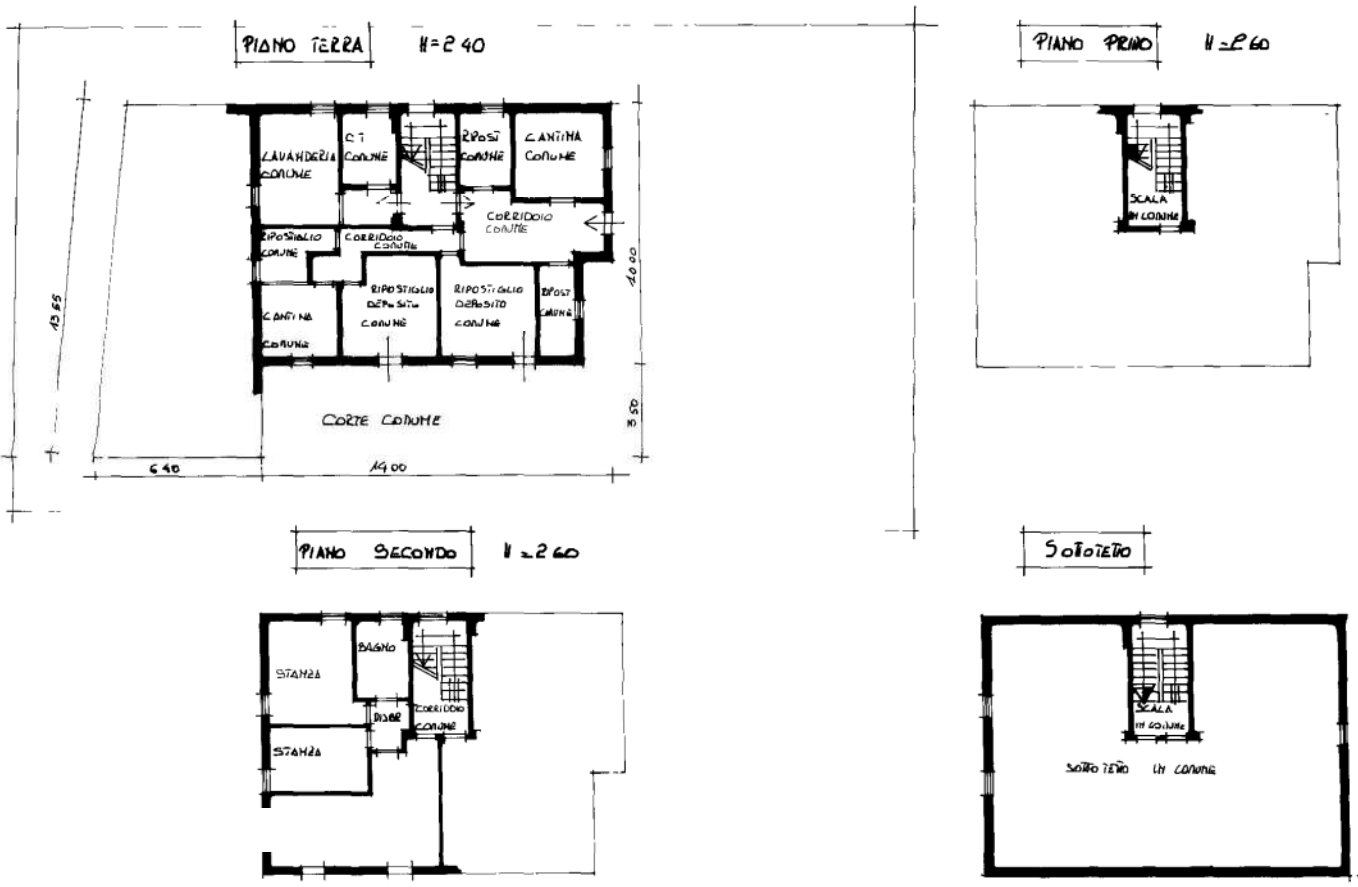 PIANO TERRA H=2 40
PIANO PRIMO H=2 60
LAVANDERIA
COMUNE
C T
COMUNE
RIPOST
COMUNE
CANTINA
COMUNE
CORRIDOIO
COMUNE
RIPOSTIGLIO
COMUNE
CORRIDOIO
COMUNE
CANTINA
COMUNE
RIPOSTIGLIO
DEPOSITO
COMUNE
RIPOSTIGLIO
DEPOSITO
COMUNE
RIPOST
COMUNE
SCALA
IN COMUNE
13 65
10 00
3 50
CORTE COMUNE
6 40
14 00
PIANO SECONDO H=2 60
SOTTOTETTO
STANZA
BAGNO
DISBR
CORRIDOIO
COMUNE
STANZA
SCALA
IN COMUNE
SOTTOTETTO IN COMUNE